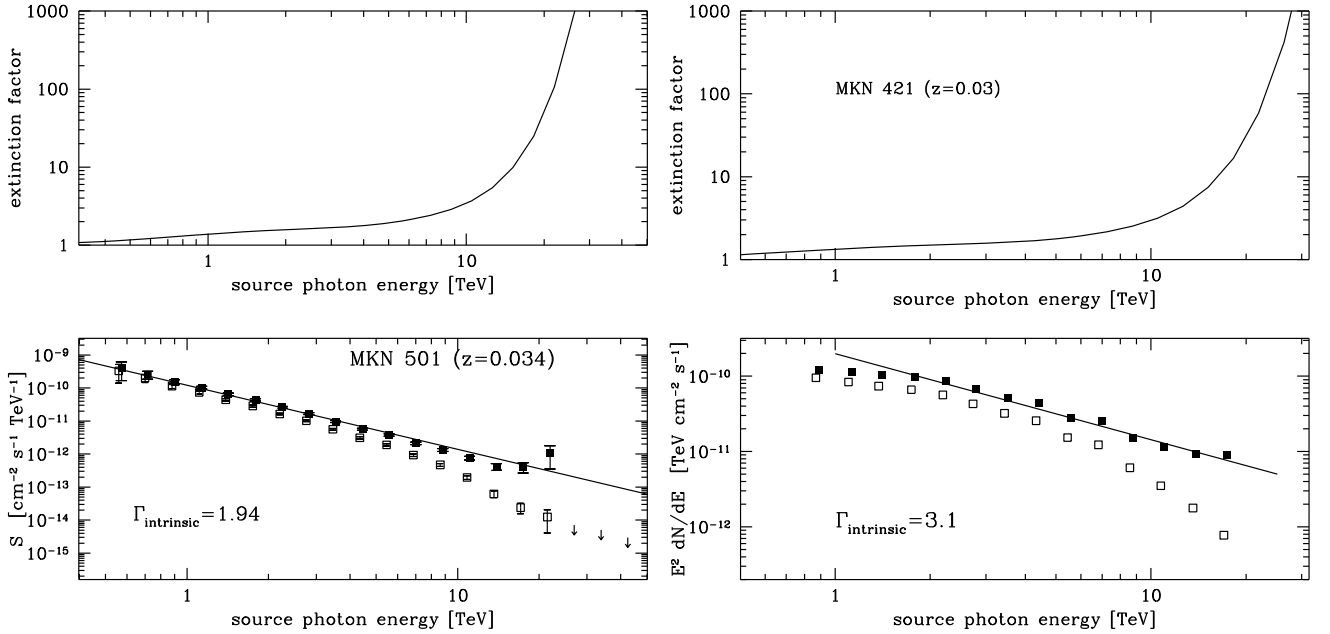 1000
100
10
1
extinction factor
1
10
source photon energy [TeV]
1000
100
10
1
extinction factor
MKN 421 (z=0.03)
1
10
source photon energy [TeV]
10⁻⁹
10⁻¹⁰
10⁻¹¹
10⁻¹²
10⁻¹³
10⁻¹⁴
10⁻¹⁵
S [cm⁻² s⁻¹ TeV⁻¹]
MKN 501 (z=0.034)
Γintrinsic=1.94
1
10
source photon energy [TeV]
10⁻¹⁰
10⁻¹¹
10⁻¹²
E² dN/dE [TeV cm⁻² s⁻¹]
Γintrinsic=3.1
1
10
source photon energy [TeV]